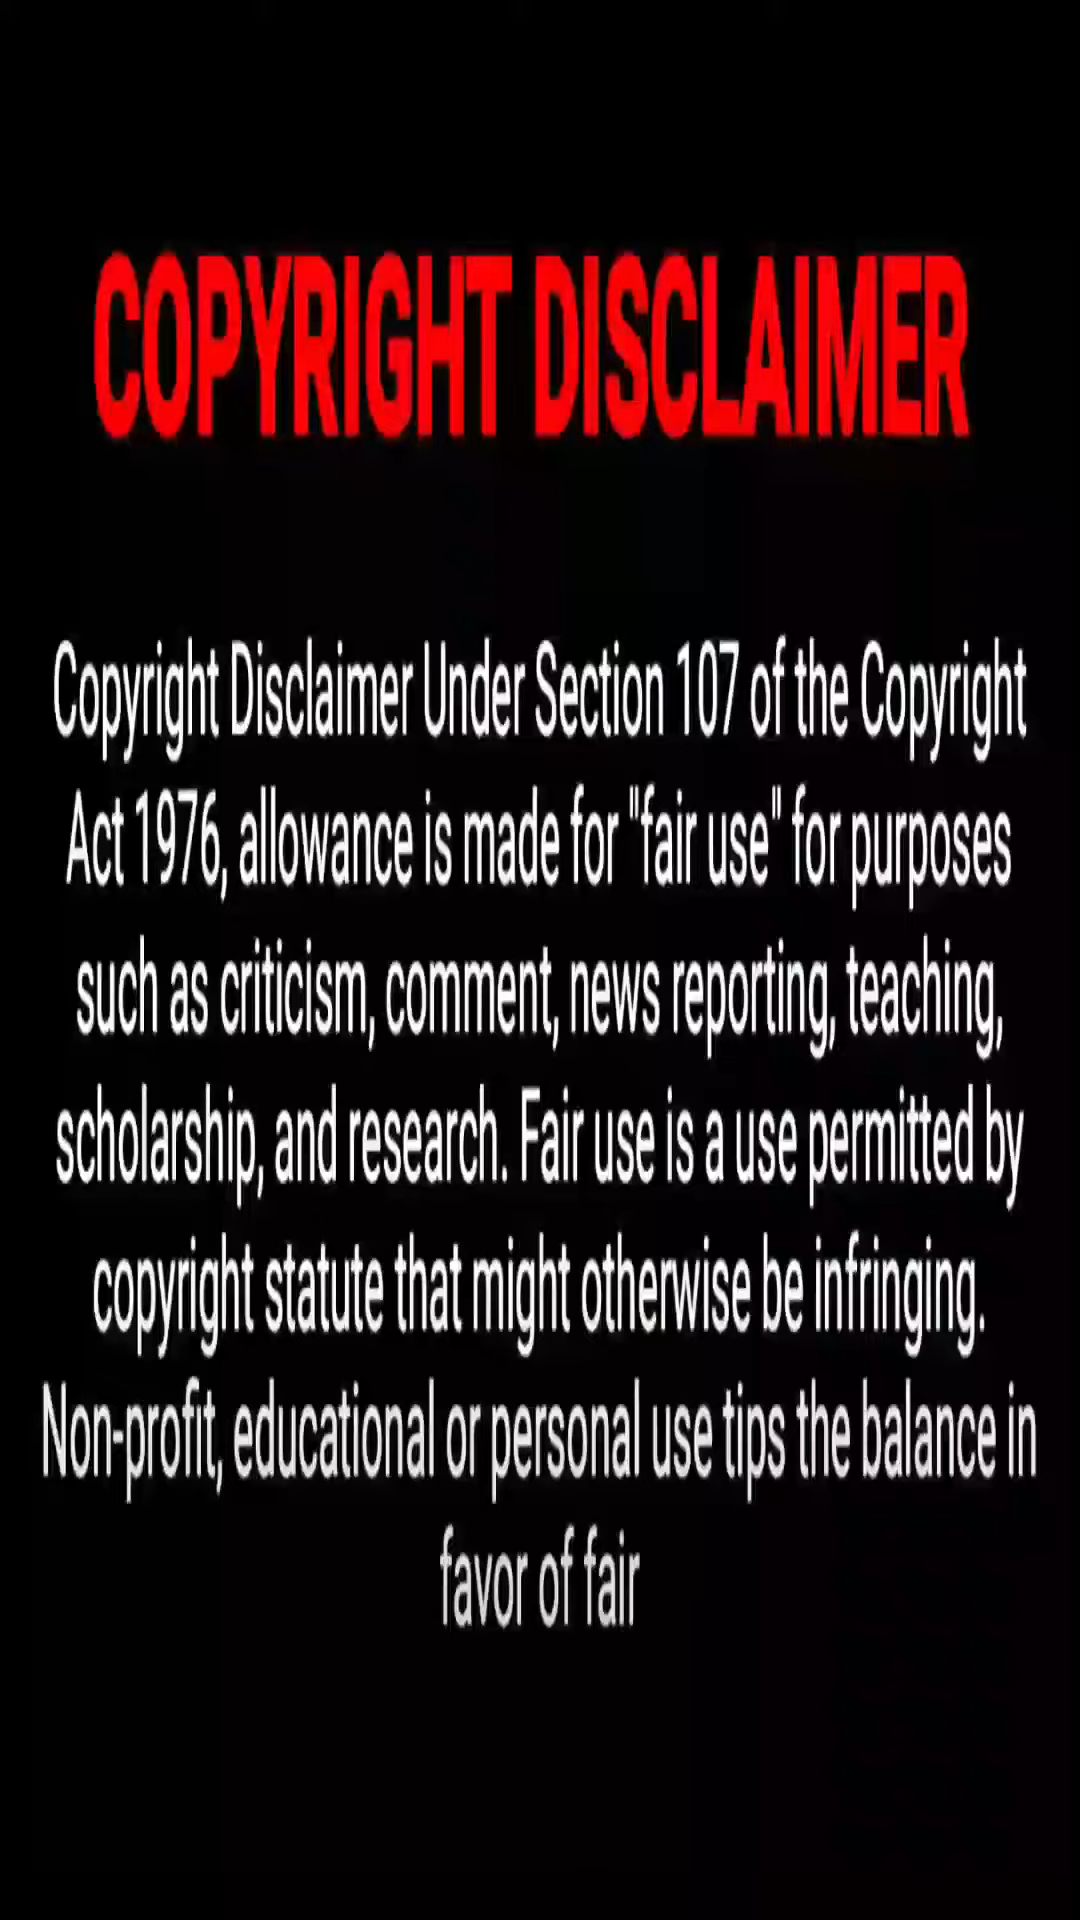 COPYRIGHT DISCLAIMER
Copyright Disclaimer Under Section 107 of the Copyright
Act 1976, allowance is made for "fair use" for purposes
such as criticism, comment, news reporting, teaching,
scholarship, and research. Fair use is a use permitted by
copyright statute that might otherwise be infringing.
Non-profit, educational or personal use tips the balance in
favor of fair